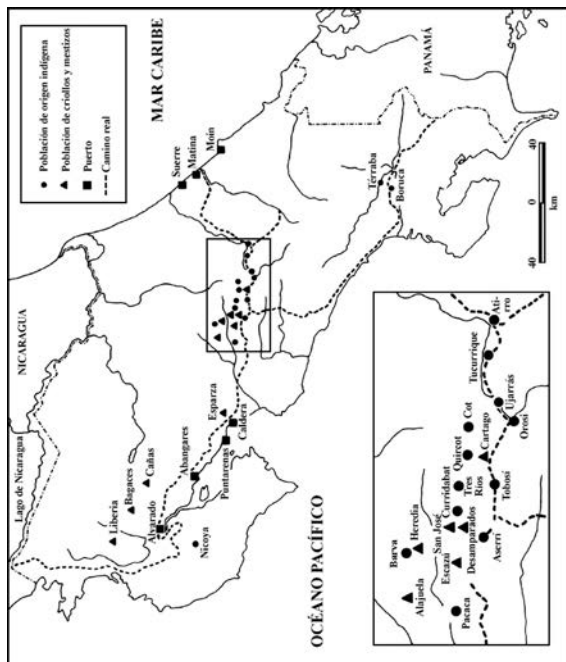 Población de origen indígena
Población de criollos y mestizos
Puerto
Camino real
MAR CARIBE
NICARAGUA
Lago de Nicaragua
PANAMÁ
OCÉANO PACÍFICO
Suerre
Matina
Moín
Liberia
Bagaces
Cañas
Alvarado
Abangares
Nicoya
Esparza
Puntarenas
Caldera
Térraba
Boruca
40 0 40
km
Barva
Heredia
Alajuela
San José
Escazú
Curridabat
Tres
Ríos
Quircot
Cot
Cartago
Tucurrique
Ati-
rro
Ujarrás
Orosi
Tobosi
Desamparados
Aserrí
Pacaca